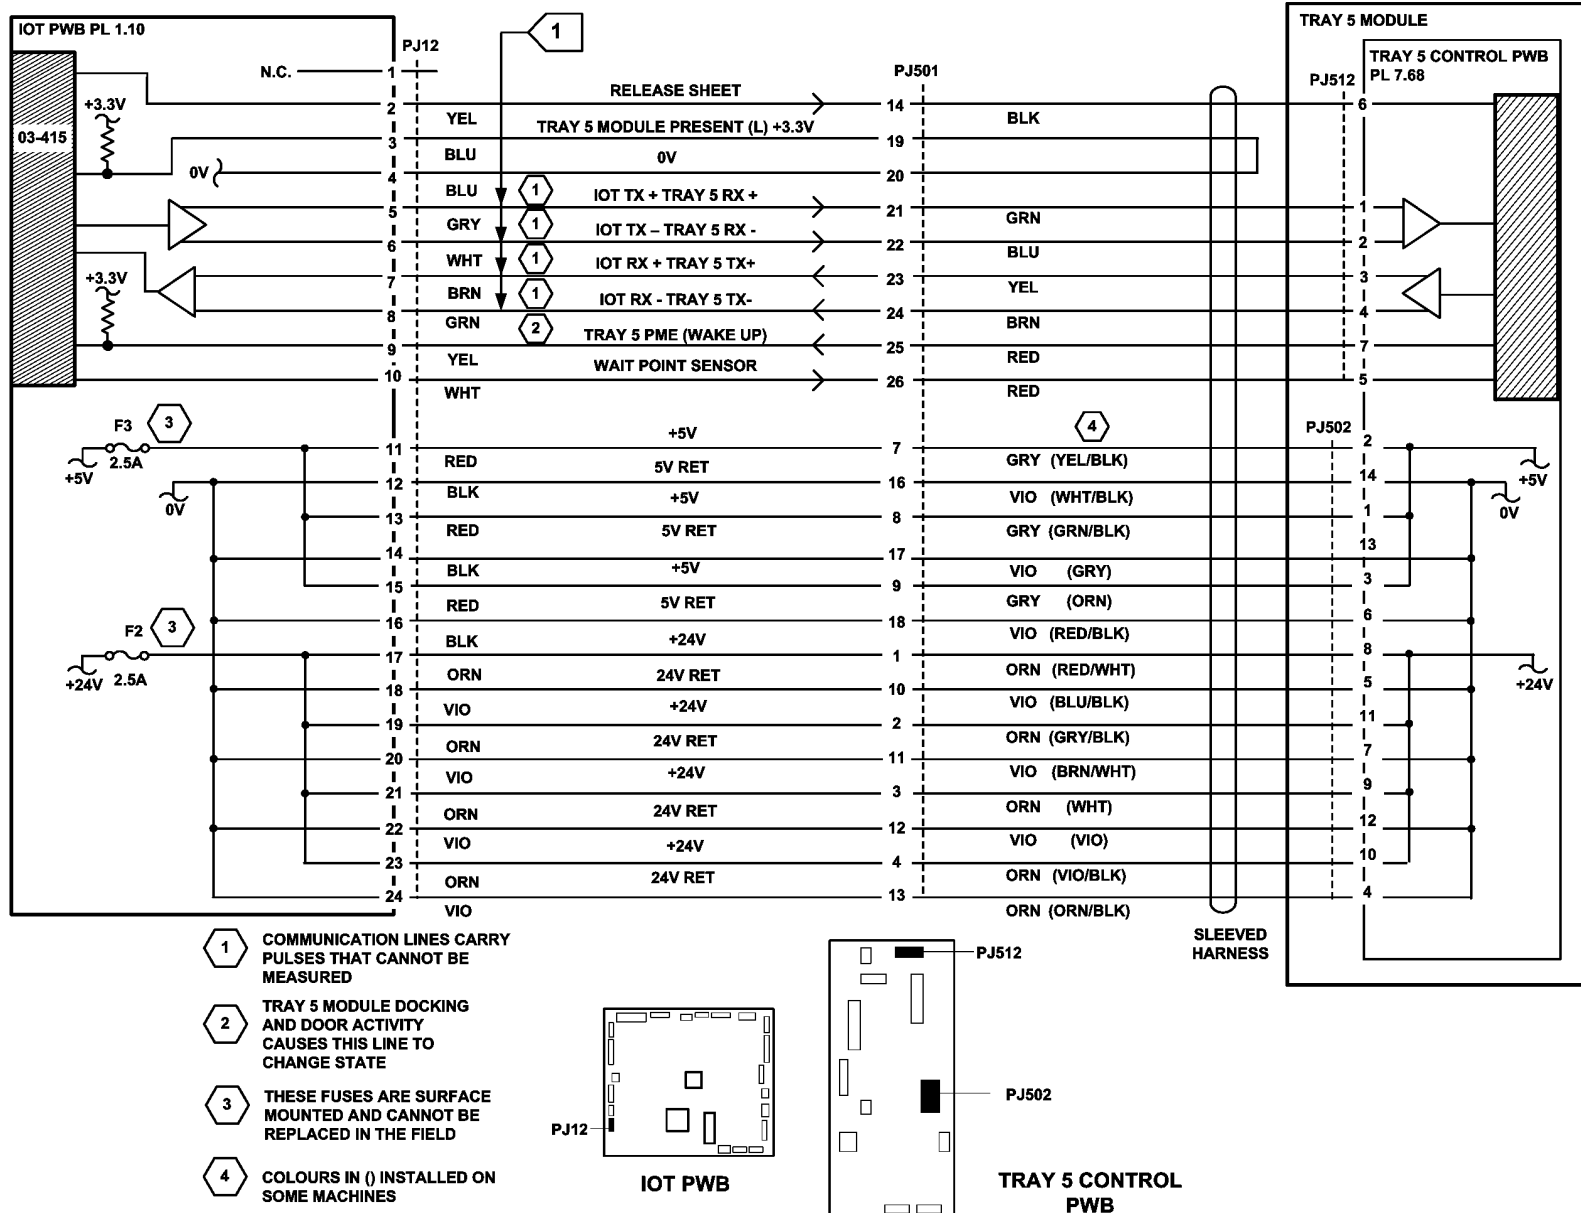 IOT PWB PL 1.10
TRAY 5 MODULE
1
PJ12
TRAY 5 CONTROL PWB
PL 7.68
N.C.
1
PJ501
PJ512
+3.3V
2
RELEASE SHEET
14
6
YEL
BLK
03-415
3
TRAY 5 MODULE PRESENT (L) +3.3V
19
BLU
0V
0V
4
20
BLU
1
IOT TX + TRAY 5 RX +
5
21
1
GRY
1
IOT TX – TRAY 5 RX -
GRN
6
22
2
WHT
1
IOT RX + TRAY 5 TX+
BLU
+3.3V
7
23
3
BRN
1
IOT RX - TRAY 5 TX-
YEL
8
24
4
GRN
2
TRAY 5 PME (WAKE UP)
BRN
9
25
7
YEL
WAIT POINT SENSOR
RED
10
26
5
WHT
RED
F3
3
4
PJ502
2.5A
+5V
11
+5V
7
2
RED
GRY (YEL/BLK)
+5V
12
5V RET
16
14
0V
BLK
VIO (WHT/BLK)
0V
13
+5V
8
1
RED
GRY (GRN/BLK)
14
5V RET
17
13
BLK
VIO (GRY)
15
+5V
9
3
RED
GRY (ORN)
16
5V RET
18
6
F2
3
BLK
VIO (RED/BLK)
17
+24V
1
8
+24V
2.5A
ORN
ORN (RED/WHT)
+24V
18
24V RET
10
5
VIO
VIO (BLU/BLK)
19
+24V
2
11
ORN
ORN (GRY/BLK)
20
24V RET
11
7
VIO
VIO (BRN/WHT)
21
+24V
3
9
ORN
ORN (WHT)
22
24V RET
12
12
VIO
VIO (VIO)
23
+24V
4
10
ORN
ORN (VIO/BLK)
24
24V RET
13
4
VIO
ORN (ORN/BLK)
SLEEVED
HARNESS
1
COMMUNICATION LINES CARRY
PULSES THAT CANNOT BE
MEASURED
2
TRAY 5 MODULE DOCKING
AND DOOR ACTIVITY
CAUSES THIS LINE TO
CHANGE STATE
3
THESE FUSES ARE SURFACE
MOUNTED AND CANNOT BE
REPLACED IN THE FIELD
4
COLOURS IN () INSTALLED ON
SOME MACHINES
PJ12
IOT PWB
PJ512
PJ502
TRAY 5 CONTROL
PWB